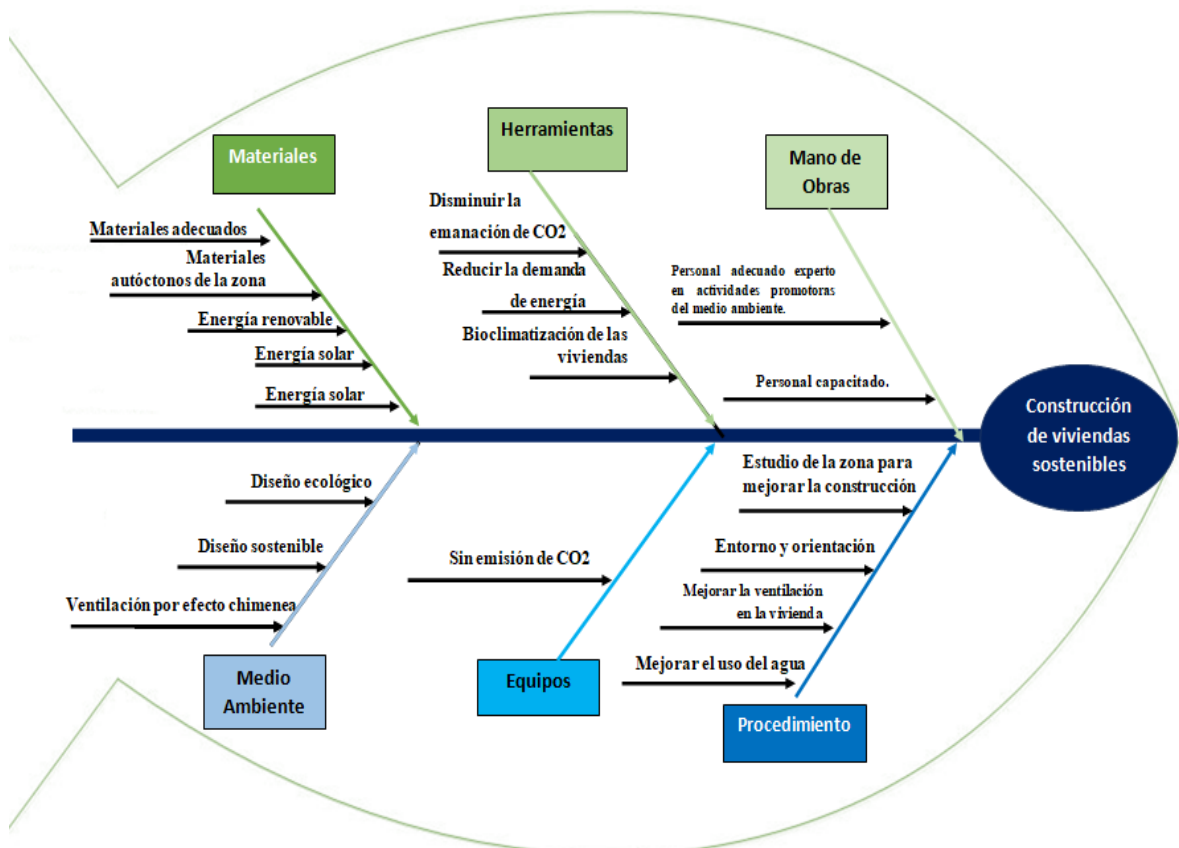 Materiales
Materiales adecuados
Materiales
autóctonos de la zona
Energía renovable
Energía solar
Energía solar
Herramientas
Disminuir la
emanación de CO2
Reducir la demanda
de energía
Bioclimatización de las
viviendas
Mano de
Obras
Personal adecuado experto
en actividades promotoras
del medio ambiente.
Personal capacitado.
Construcción
de viviendas
sostenibles
Diseño ecológico
Diseño sostenible
Ventilación por efecto chimenea
Medio
Ambiente
Sin emisión de CO2
Equipos
Estudio de la zona para
mejorar la construcción
Entorno y orientación
Mejorar la ventilación
en la vivienda
Mejorar el uso del agua
Procedimiento